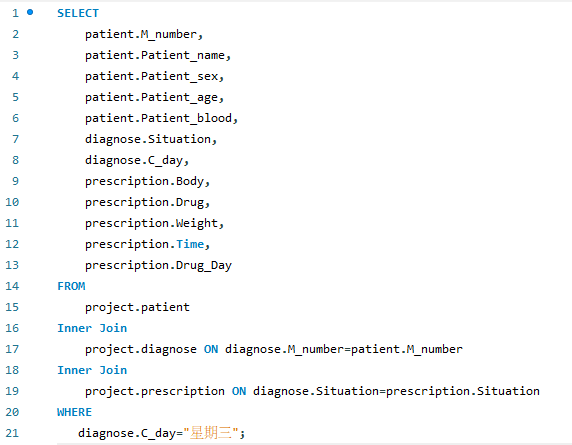 1 SELECT
2 patient.M_number,
3 patient.Patient_name,
4 patient.Patient_sex,
5 patient.Patient_age,
6 patient.Patient_blood,
7 diagnose.Situation,
8 diagnose.C_day,
9 prescription.Body,
10 prescription.Drug,
11 prescription.Weight,
12 prescription.Time,
13 prescription.Drug_Day
14 FROM
15 project.patient
16 Inner Join
17 project.diagnose ON diagnose.M_number=patient.M_number
18 Inner Join
19 project.prescription ON diagnose.Situation=prescription.Situation
20 WHERE
21 diagnose.C_day="星期三";